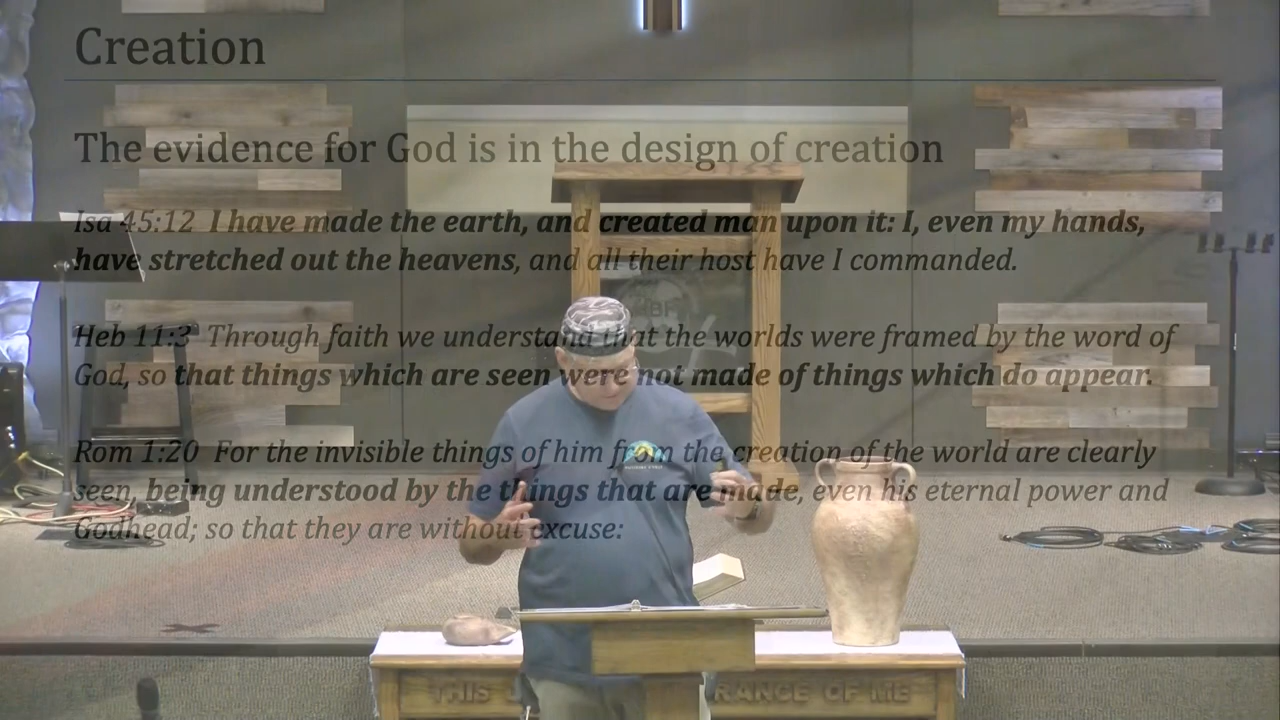 Creation
The evidence for God is in the design of creation
Isa 45:12 I have made the earth, and created man upon it: I, even my hands,
have stretched out the heavens, and all their host have I commanded.
Heb 11:3 Through faith we understand that the worlds were framed by the word of
God, so that things which are seen were not made of things which do appear.
Rom 1:20 For the invisible things of him from the creation of the world are clearly
seen, being understood by the things that are made, even his eternal power and
Godhead; so that they are without excuse:
THIS RANCE OF ME